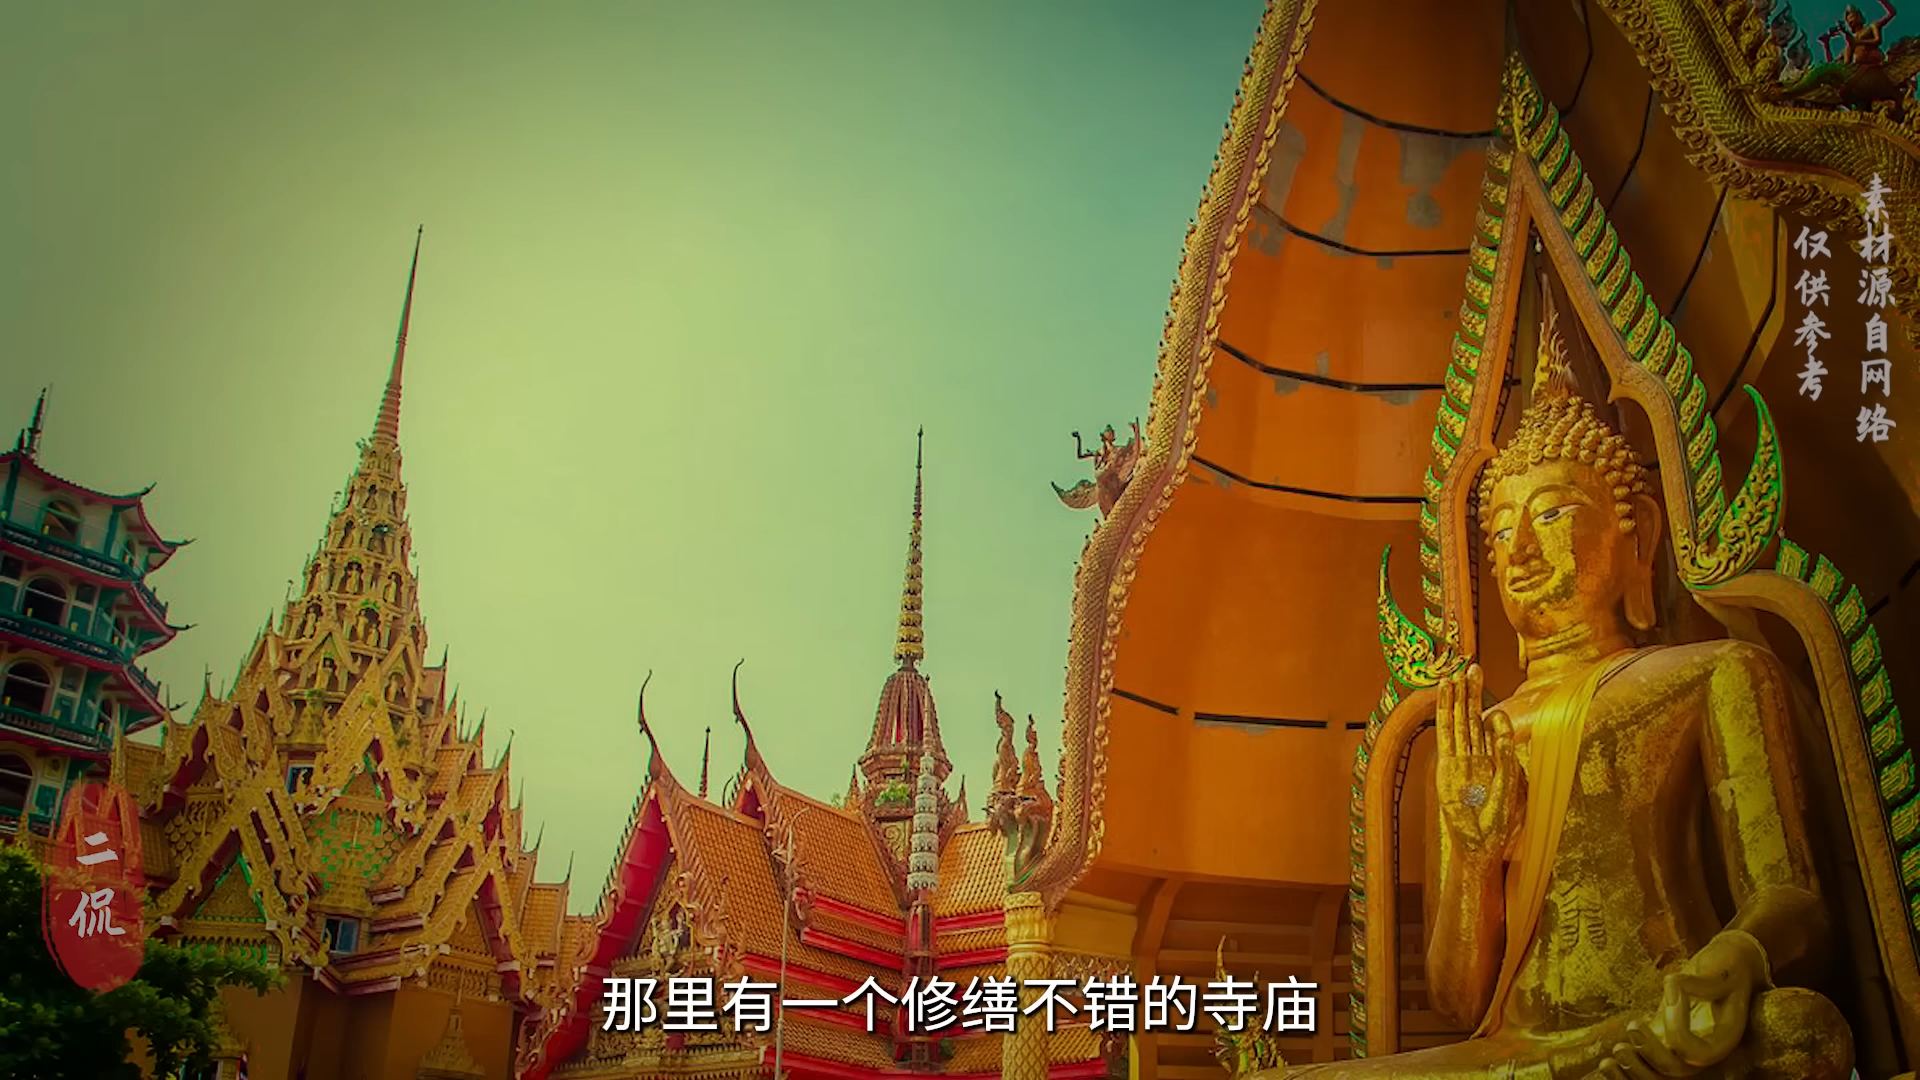 素材源自网络
仅供参考
二侃
那里有一个修缮不错的寺庙